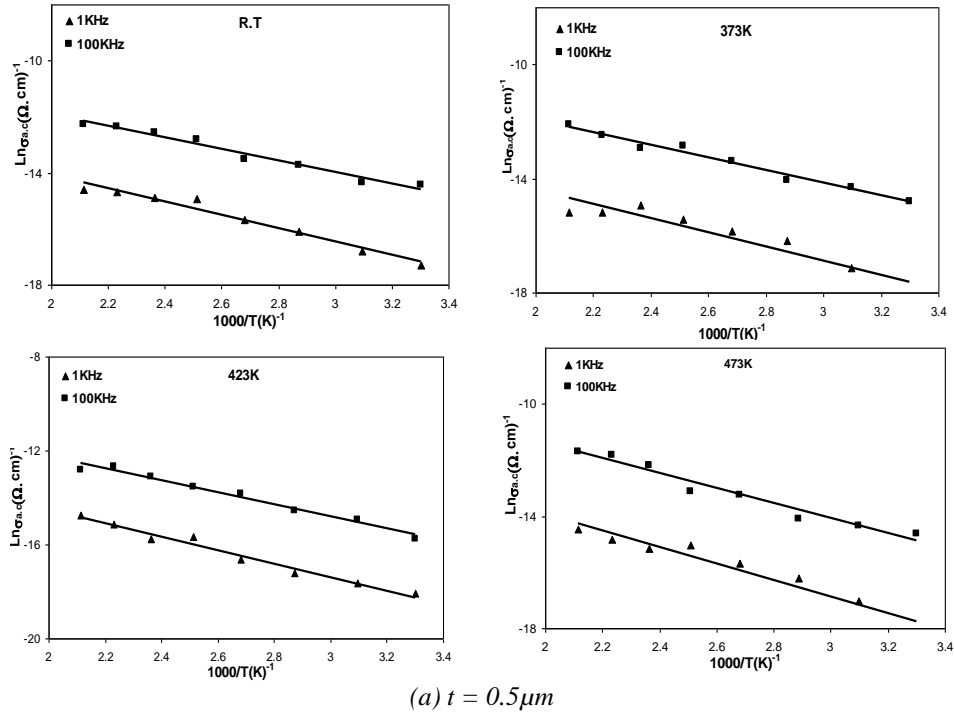 ▲ 1KHz
■ 100KHz
R.T
-10
-14
-18
Lnσa.c(Ω. cm)-1
2 2.2 2.4 2.6 2.8 3 3.2 3.4
1000/T(K)-1
▲ 1KHz
■ 100KHz
373K
-10
-14
-18
Lnσa.c(Ω. cm)-1
2 2.2 2.4 2.6 2.8 3 3.2 3.4
1000/T(K)-1
▲ 1KHz
■ 100KHz
423K
-8
-12
-16
-20
Lnσa.c(Ω. cm)-1
2 2.2 2.4 2.6 2.8 3 3.2 3.4
1000/T(K)-1
▲ 1KHz
■ 100KHz
473K
-10
-14
-18
Lnσa.c(Ω. cm)-1
2 2.2 2.4 2.6 2.8 3 3.2 3.4
1000/T(K)-1
(a) t = 0.5μm